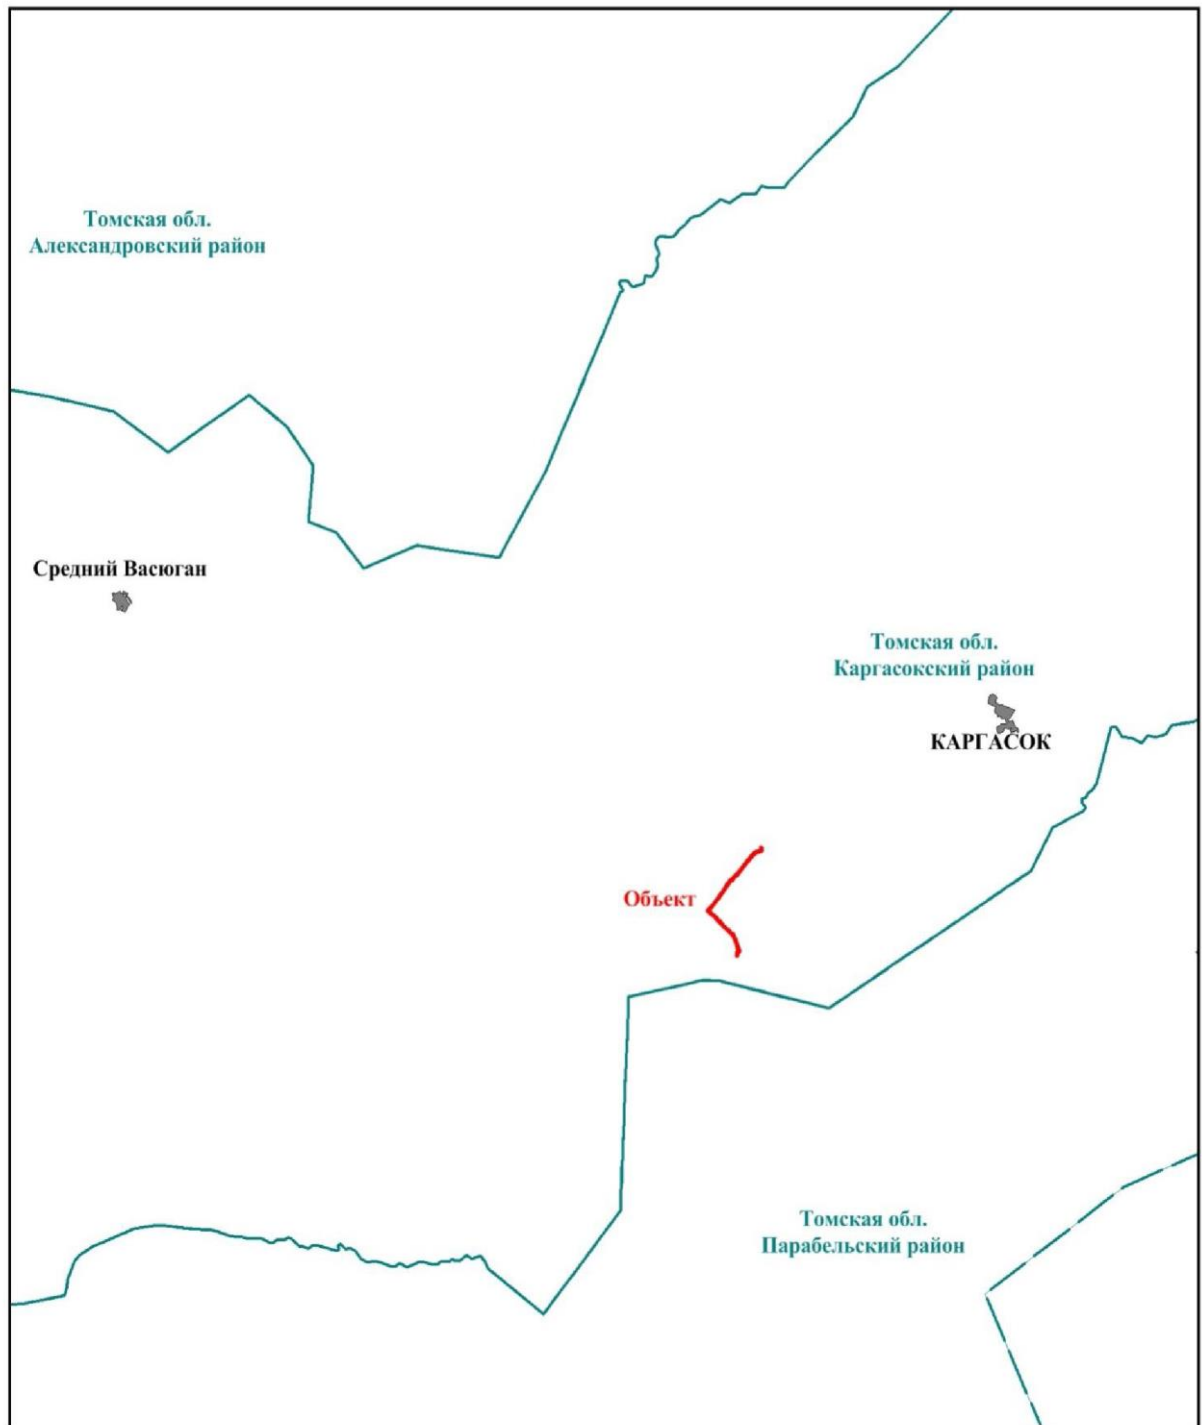 Томская обл.
Александровский район
Средний Васюган
Томская обл.
Каргасокский район
КАРГАСОК
Объект
Томская обл.
Парабельский район